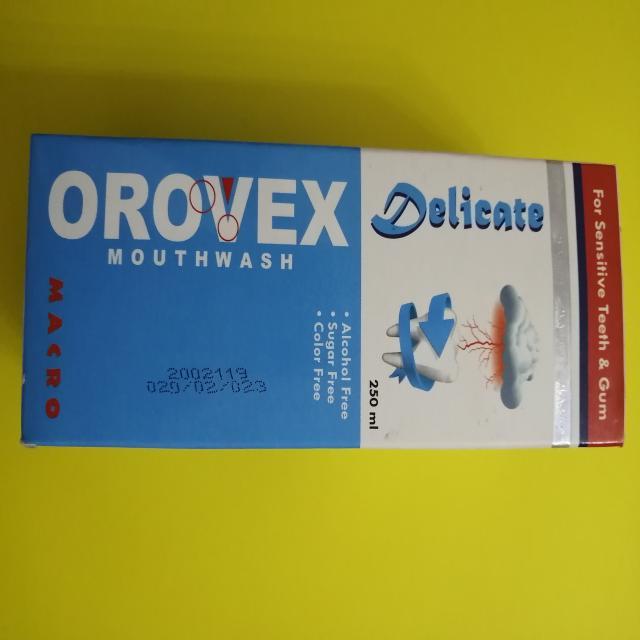 OROVEX
MOUTHWASH
Delicate
For Sensitive Teeth & Gum
• Alcohol Free
• Sugar Free
• Color Free
250 ml
MACRO
2002119
020/02/023